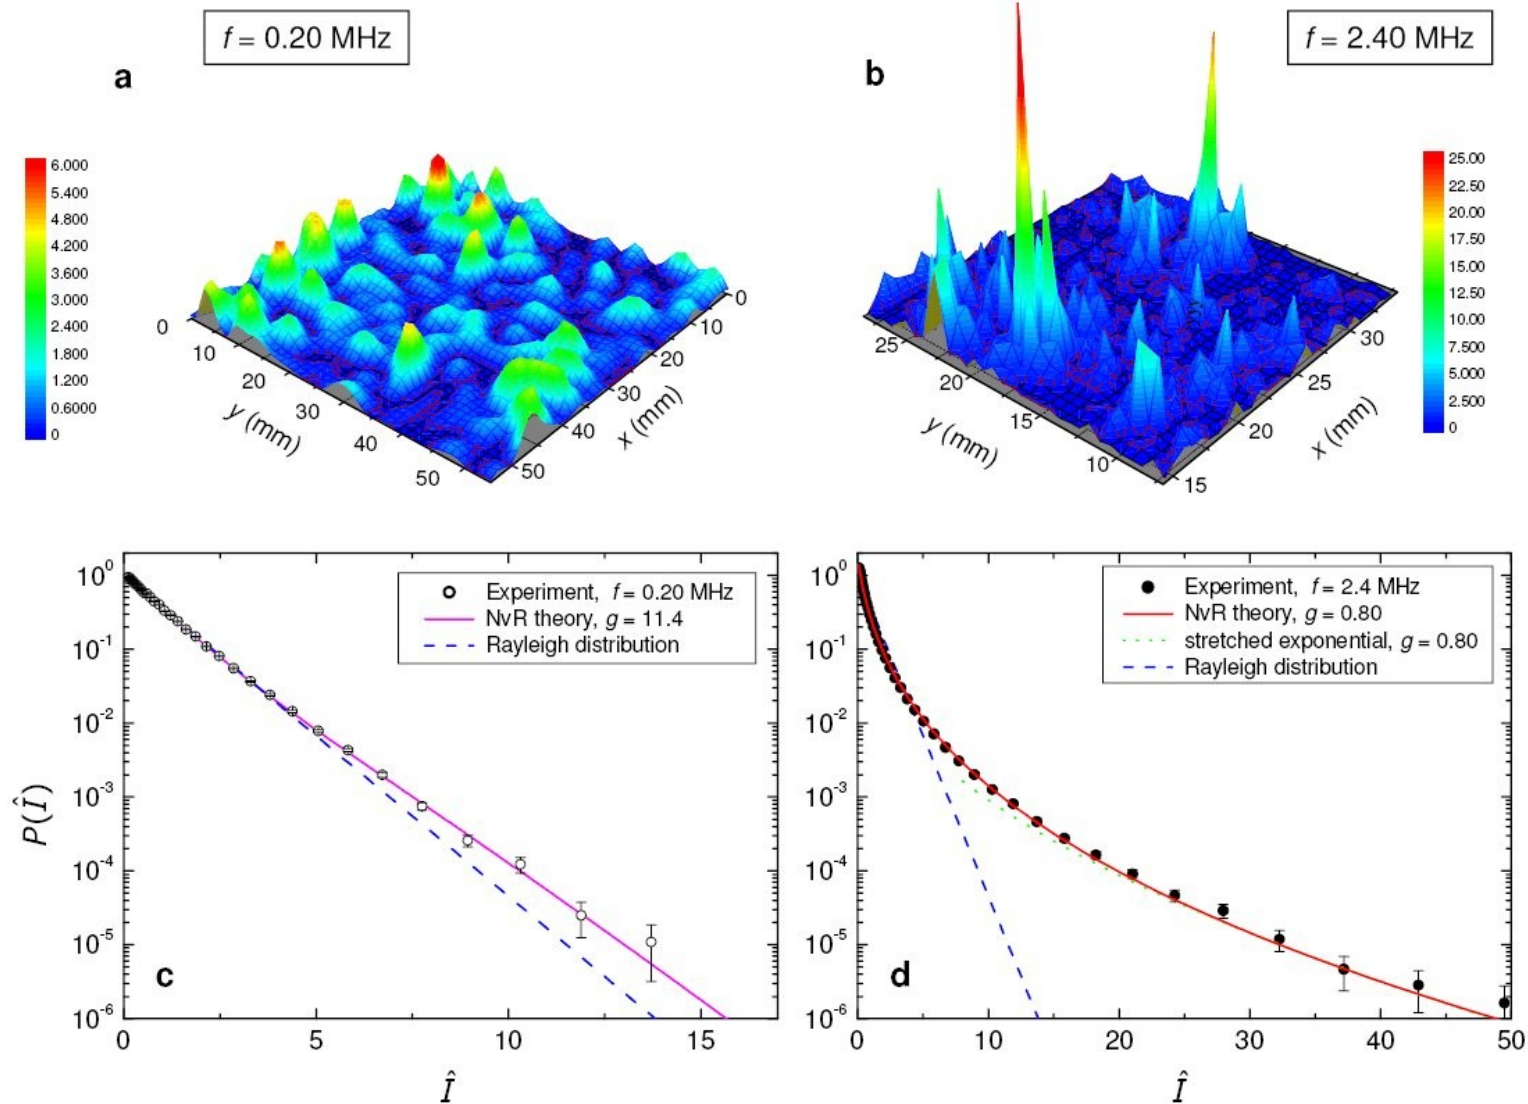 f = 0.20 MHz
a
6.000
5.400
4.800
4.200
3.600
3.000
2.400
1.800
1.200
0.6000
0
0
10
20
30
40
50
y (mm)
0
10
20
30
40
50
x (mm)
f = 2.40 MHz
b
25.00
22.50
20.00
17.50
15.00
12.50
10.00
7.500
5.000
2.500
0
25
20
15
10
y (mm)
30
25
20
15
x (mm)
P(Î)
10⁰
10⁻¹
10⁻²
10⁻³
10⁻⁴
10⁻⁵
10⁻⁶
Experiment, f = 0.20 MHz
NvR theory, g = 11.4
Rayleigh distribution
c
0 5 10 15
Î
10⁰
10⁻¹
10⁻²
10⁻³
10⁻⁴
10⁻⁵
10⁻⁶
Experiment, f = 2.4 MHz
NvR theory, g = 0.80
stretched exponential, g = 0.80
Rayleigh distribution
d
0 10 20 30 40 50
Î